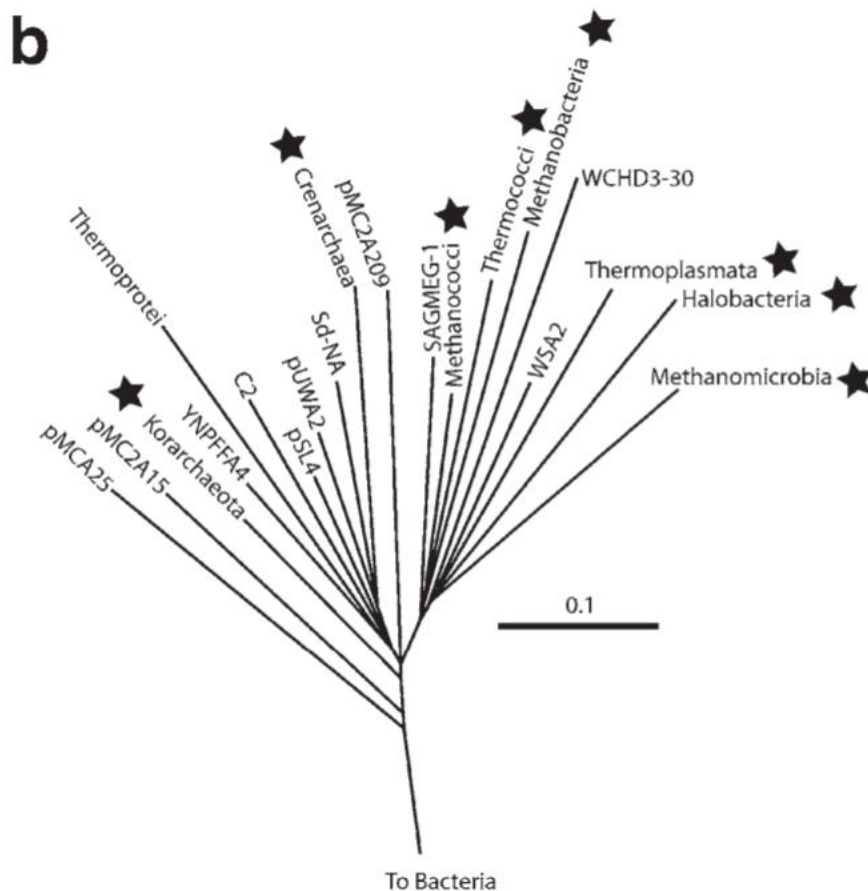 b
Methanobacteria
Thermococci
WCHD3-30
Crenarchaea
pMC2A209
SAGMEG-1
Methanococci
Thermoprotei
Thermoplasmata
Halobacteria
Sd-NA
WSA2
Methanomicrobia
C2
pUWA2
pSL4
YNPFFA4
Korarchaeota
pMC2A15
pMCA25
0.1
To Bacteria